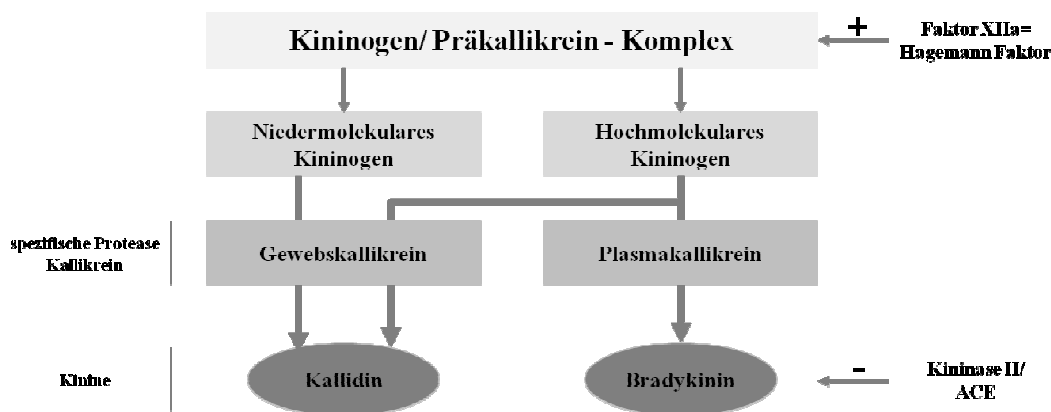 Kininogen/ Präkallikrein - Komplex
+
Faktor XIIa=
Hagemann Faktor
Niedermolekulares
Kininogen
Hochmolekulares
Kininogen
spezifische Protease
Kallikrein
Gewebskallikrein
Plasmakallikrein
Kinine
Kallidin
Bradykinin
-
Kininase II/
ACE